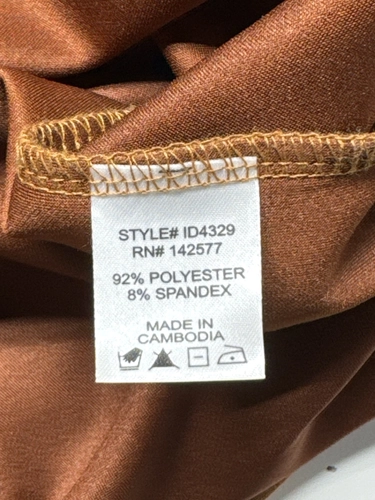 STYLE# ID4329
RN# 142577
92% POLYESTER
8% SPANDEX
MADE IN
CAMBODIA